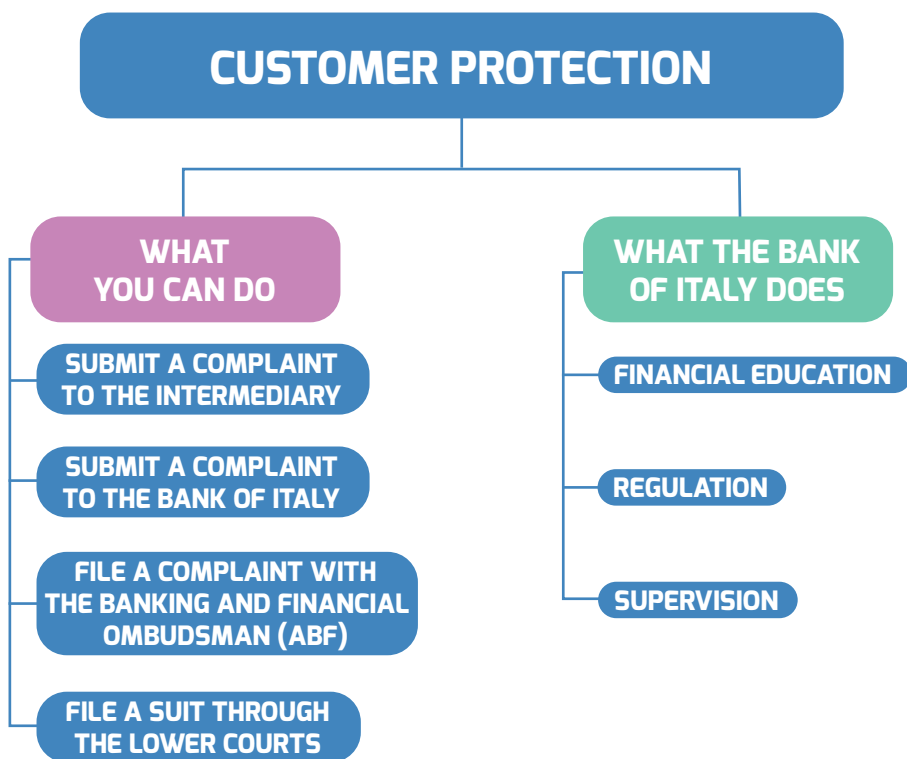 CUSTOMER PROTECTION
WHAT
YOU CAN DO
SUBMIT A COMPLAINT
TO THE INTERMEDIARY
SUBMIT A COMPLAINT
TO THE BANK OF ITALY
FILE A COMPLAINT WITH
THE BANKING AND FINANCIAL
OMBUDSMAN (ABF)
FILE A SUIT THROUGH
THE LOWER COURTS
WHAT THE BANK
OF ITALY DOES
FINANCIAL EDUCATION
REGULATION
SUPERVISION